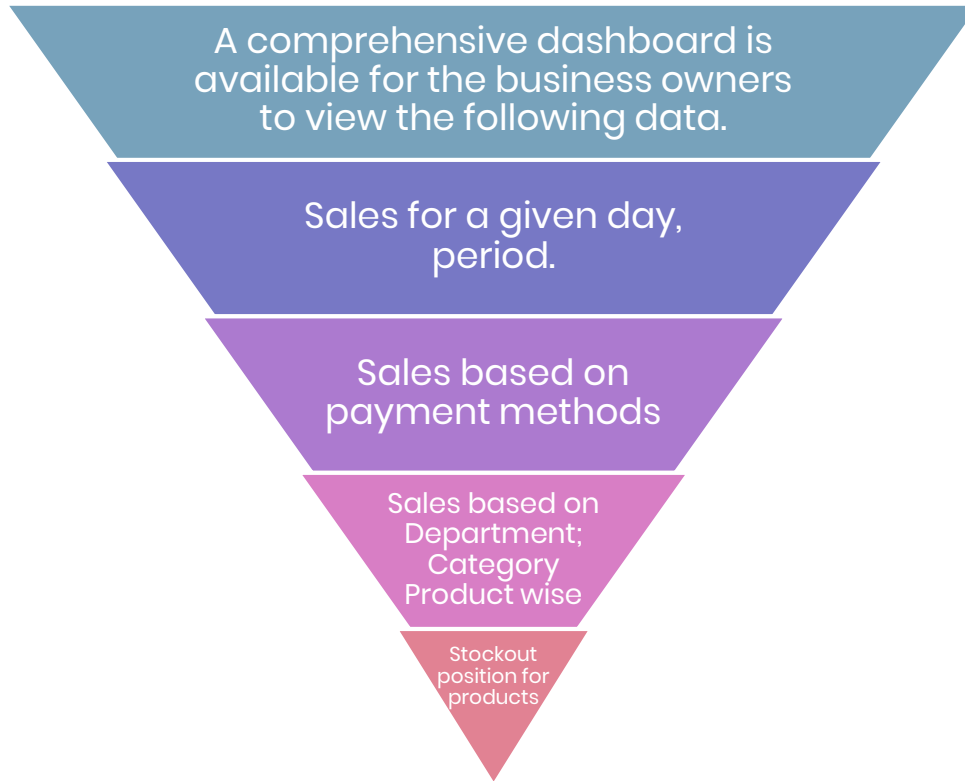 A comprehensive dashboard is
available for the business owners
to view the following data.
Sales for a given day,
period.
Sales based on
payment methods
Sales based on
Department;
Category
Product wise
Stockout
position for
products